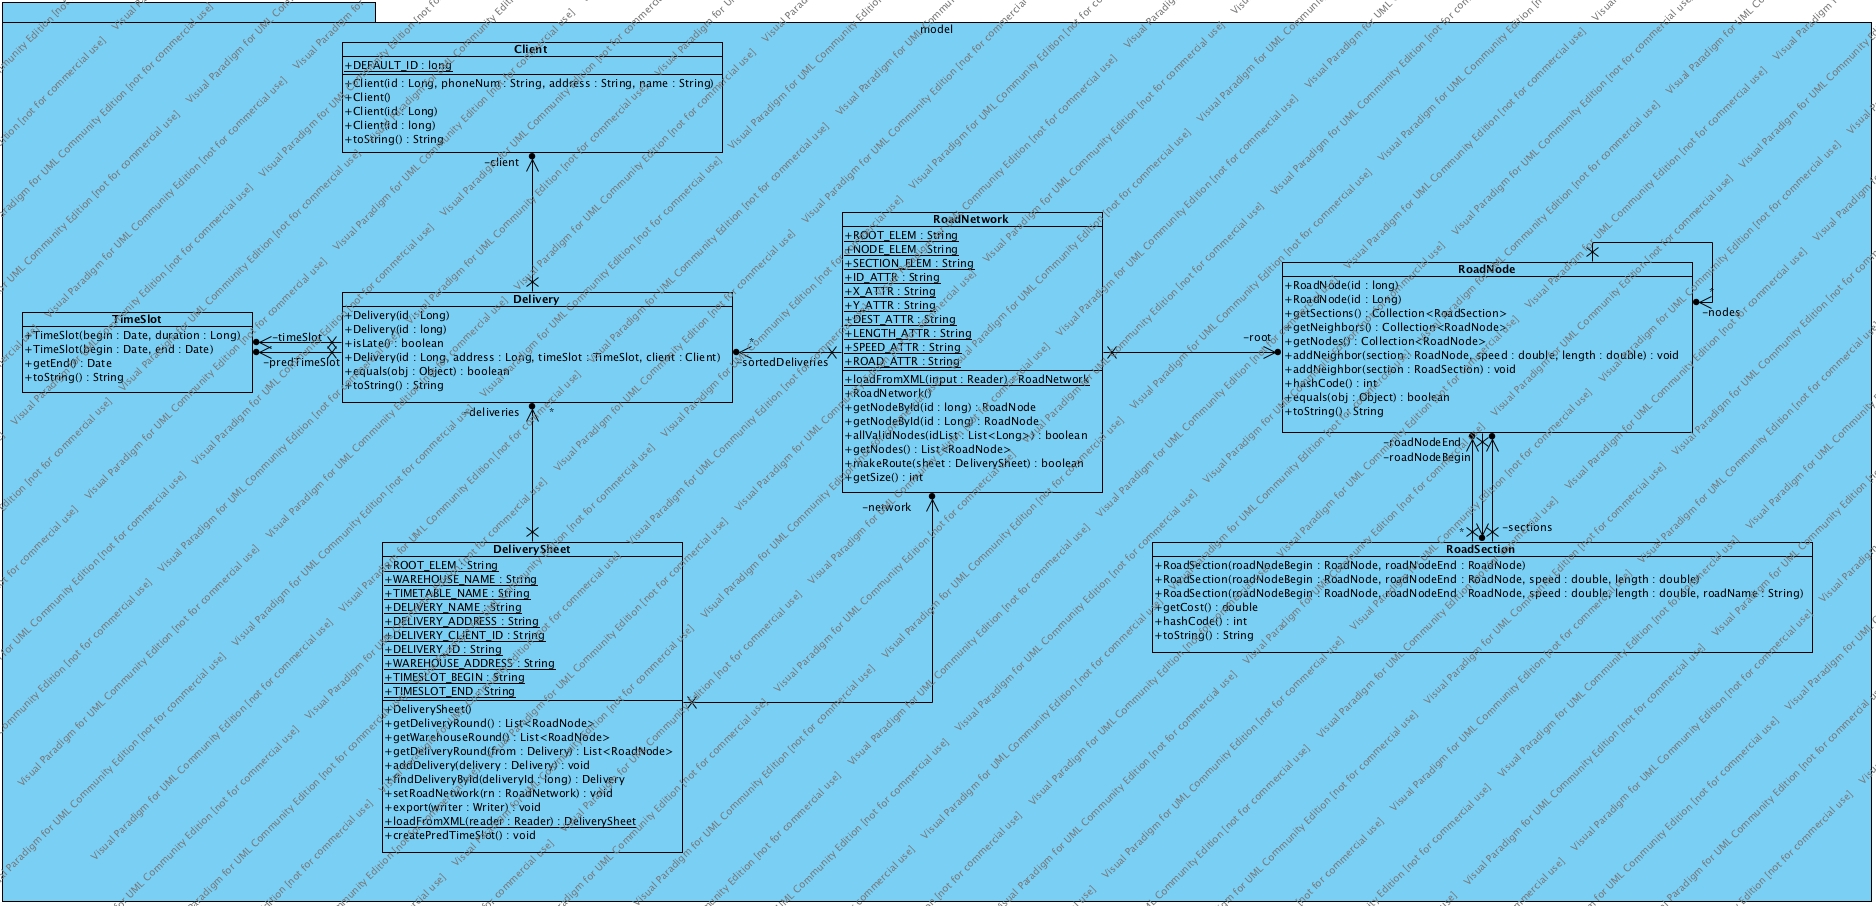 model
Client
+DEFAULT_ID : long
+Client(id : Long, phoneNum : String, address : String, name : String)
+Client()
+Client(id : Long)
+Client(id : long)
+toString() : String
-client
Delivery
+Delivery(id : Long)
+Delivery(id : long)
+isLate() : boolean
+Delivery(id : Long, address : Long, timeSlot : TimeSlot, client : Client)
+equals(obj : Object) : boolean
+toString() : String
TimeSlot
+TimeSlot(begin : Date, duration : Long)
+TimeSlot(begin : Date, end : Date)
+getEnd() : Date
+toString() : String
-timeSlot
-predTimeSlot
-deliveries
*
*
-sortedDeliveries
RoadNetwork
+ROOT_ELEM : String
+NODE_ELEM : String
+SECTION_ELEM : String
+ID_ATTR : String
+X_ATTR : String
+Y_ATTR : String
+DEST_ATTR : String
+LENGTH_ATTR : String
+SPEED_ATTR : String
+ROAD_ATTR : String
+loadFromXML(input : Reader) : RoadNetwork
+RoadNetwork()
+getNodeById(id : long) : RoadNode
+getNodeById(id : Long) : RoadNode
+allValidNodes(idList : List<Long>) : boolean
+getNodes() : List<RoadNode>
+makeRoute(sheet : DeliverySheet) : boolean
+getSize() : int
-network
-root
RoadNode
+RoadNode(id : long)
+RoadNode(id : Long)
+getSections() : Collection<RoadSection>
+getNeighbors() : Collection<RoadNode>
+getNodes() : Collection<RoadNode>
+addNeighbor(section : RoadNode, speed : double, length : double) : void
+addNeighbor(section : RoadSection) : void
+hashCode() : int
+equals(obj : Object) : boolean
+toString() : String
*
-nodes
-roadNodeEnd
-roadNodeBegin
*
-sections
RoadSection
+RoadSection(roadNodeBegin : RoadNode, roadNodeEnd : RoadNode)
+RoadSection(roadNodeBegin : RoadNode, roadNodeEnd : RoadNode, speed : double, length : double)
+RoadSection(roadNodeBegin : RoadNode, roadNodeEnd : RoadNode, speed : double, length : double, roadName : String)
+getCost() : double
+hashCode() : int
+toString() : String
DeliverySheet
+ROOT_ELEM : String
+WAREHOUSE_NAME : String
+TIMETABLE_NAME : String
+DELIVERY_NAME : String
+DELIVERY_ADDRESS : String
+DELIVERY_CLIENT_ID : String
+DELIVERY_ID : String
+WAREHOUSE_ADDRESS : String
+TIMESLOT_BEGIN : String
+TIMESLOT_END : String
+DeliverySheet()
+getDeliveryRound() : List<RoadNode>
+getWarehouseRound() : List<RoadNode>
+getDeliveryRound(from : Delivery) : List<RoadNode>
+addDelivery(delivery : Delivery) : void
+findDeliveryById(deliveryId : long) : Delivery
+setRoadNetwork(rn : RoadNetwork) : void
+export(writer : Writer) : void
+loadFromXML(reader : Reader) : DeliverySheet
+createPredTimeSlot() : void
Visual Paradigm for UML Community Edition [not for commercial use]